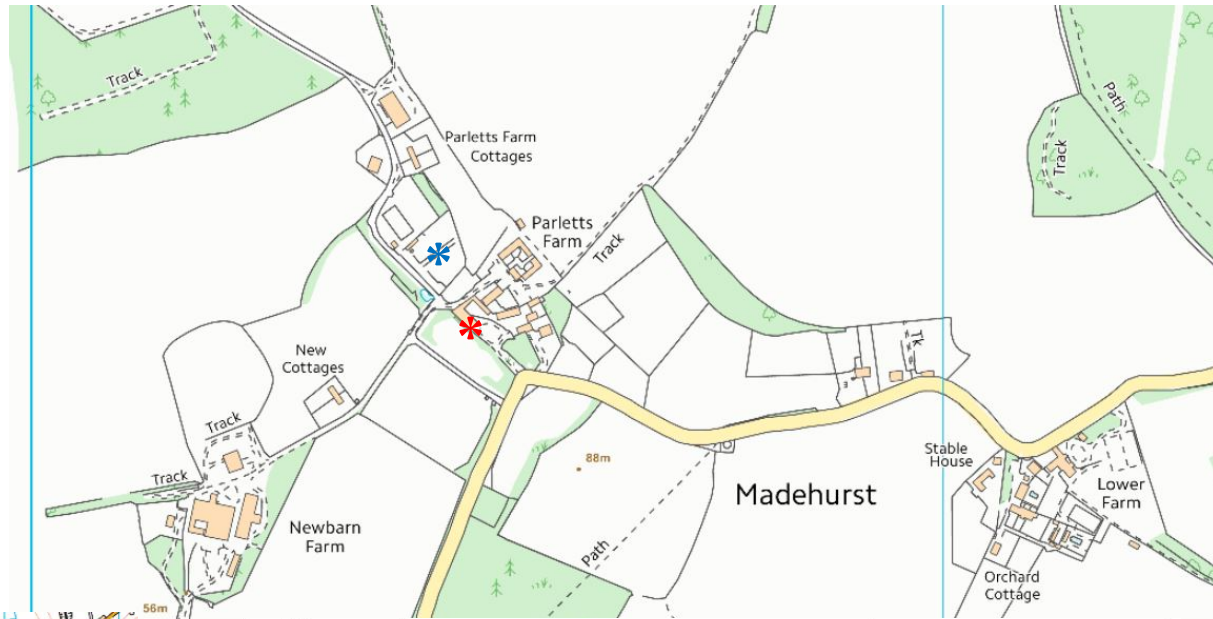 Track
Parletts Farm
Cottages
Path
Track
Parletts
Farm
Track
New
Cottages
Tk
Track
Track
88m
Stable
House
Madehurst
Lower
Farm
Newbarn
Farm
Path
Orchard
Cottage
56m